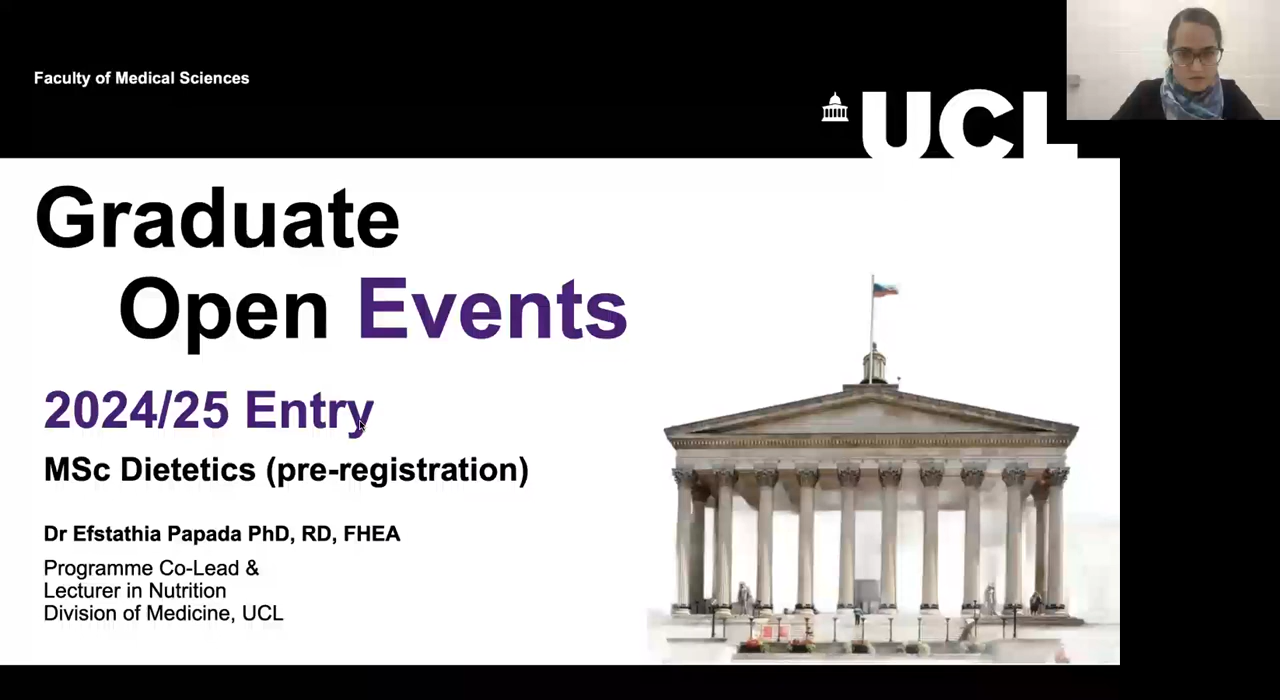 Faculty of Medical Sciences
UCL
Graduate
Open Events
2024/25 Entry
MSc Dietetics (pre-registration)
Dr Efstathia Papada PhD, RD, FHEA
Programme Co-Lead &
Lecturer in Nutrition
Division of Medicine, UCL